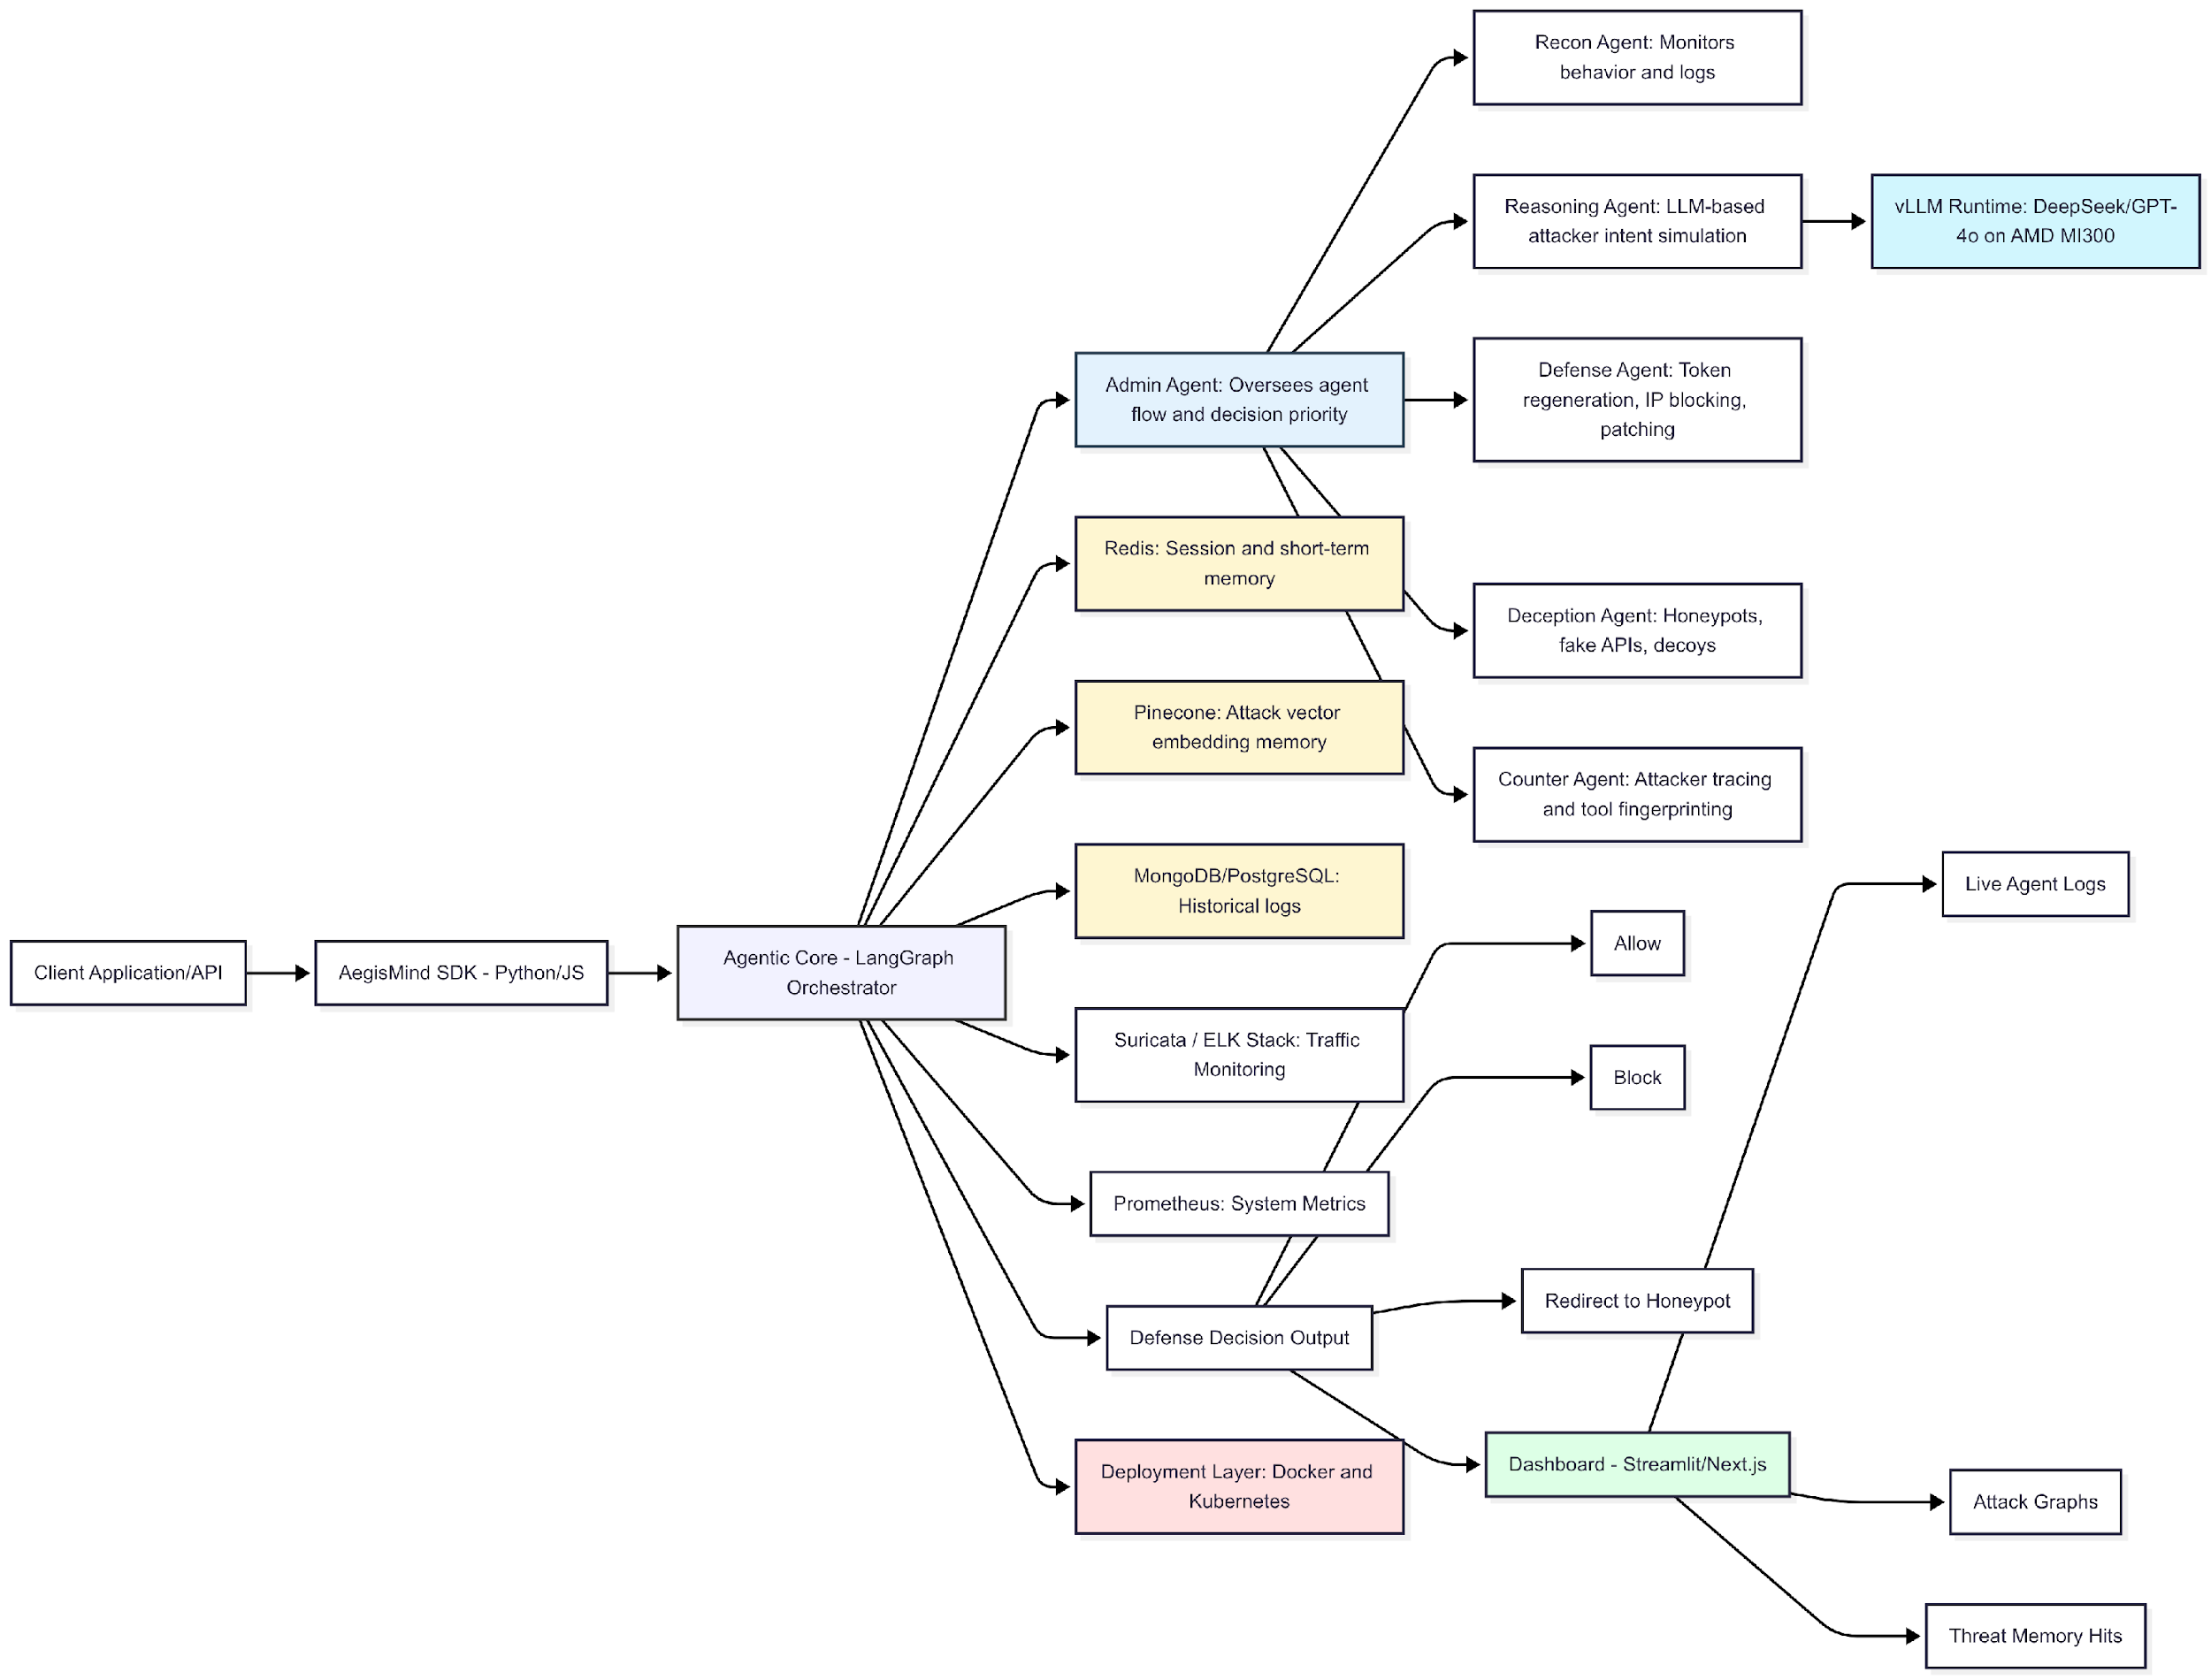 Client Application/API
AegisMind SDK - Python/JS
Agentic Core - LangGraph
Orchestrator
Admin Agent: Oversees agent
flow and decision priority
Redis: Session and short-term
memory
Pinecone: Attack vector
embedding memory
MongoDB/PostgreSQL:
Historical logs
Suricata / ELK Stack: Traffic
Monitoring
Prometheus: System Metrics
Defense Decision Output
Deployment Layer: Docker and
Kubernetes
Recon Agent: Monitors
behavior and logs
Reasoning Agent: LLM-based
attacker intent simulation
Defense Agent: Token
regeneration, IP blocking,
patching
Deception Agent: Honeypots,
fake APIs, decoys
Counter Agent: Attacker tracing
and tool fingerprinting
Allow
Block
Redirect to Honeypot
Dashboard - Streamlit/Next.js
vLLM Runtime: DeepSeek/GPT-
4o on AMD MI300
Live Agent Logs
Attack Graphs
Threat Memory Hits